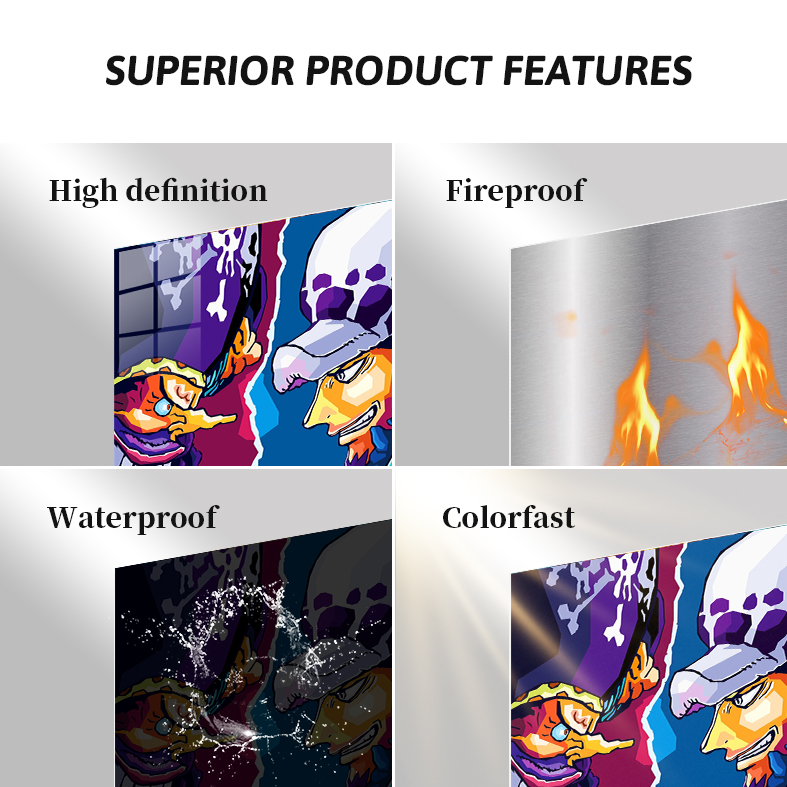 SUPERIOR PRODUCT FEATURES
High definition
Fireproof
Waterproof
Colorfast